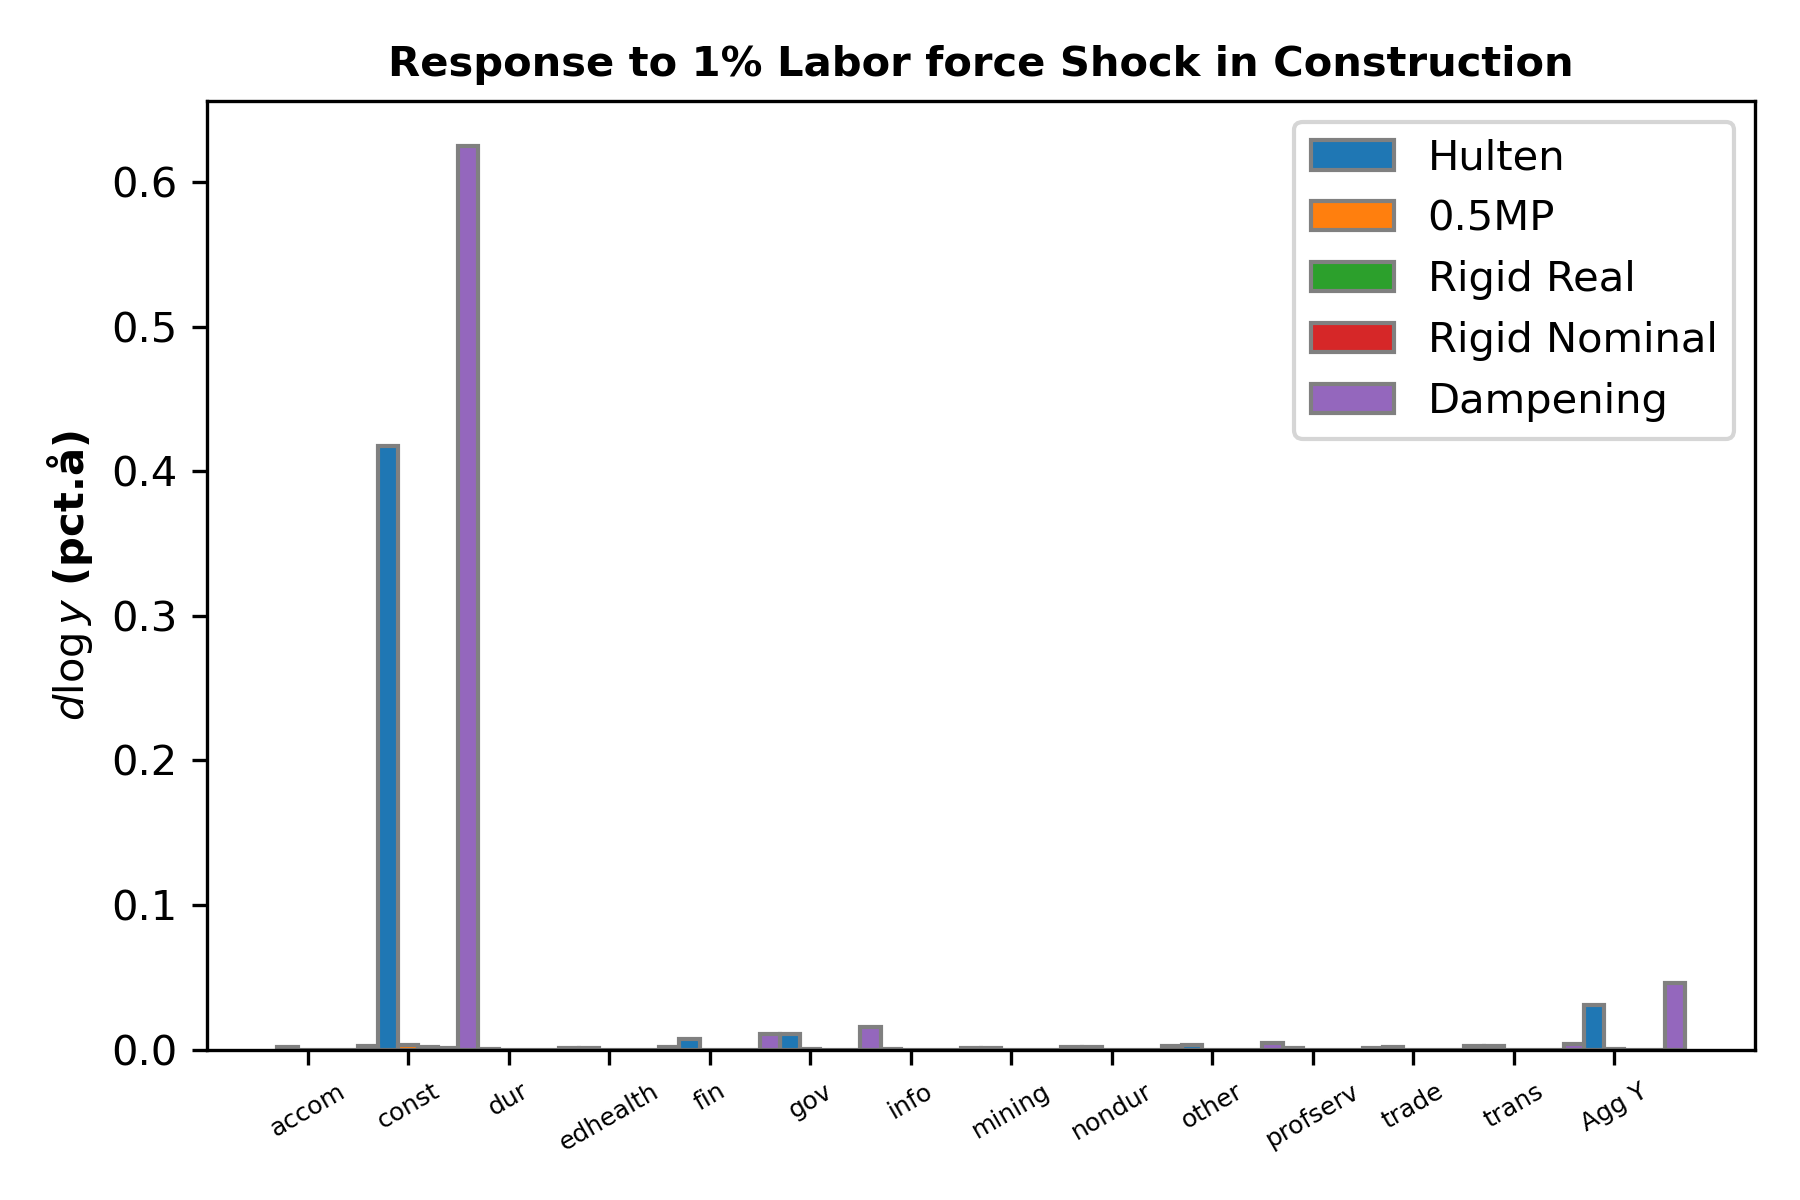 Response to 1% Labor force Shock in Construction
Hulten
0.5MP
Rigid Real
Rigid Nominal
Dampening
dlog y (pct.å)
0.6
0.5
0.4
0.3
0.2
0.1
0.0
accom
const
dur
edhealth
fin
gov
info
mining
nondur
other
profserv
trade
trans
Agg Y